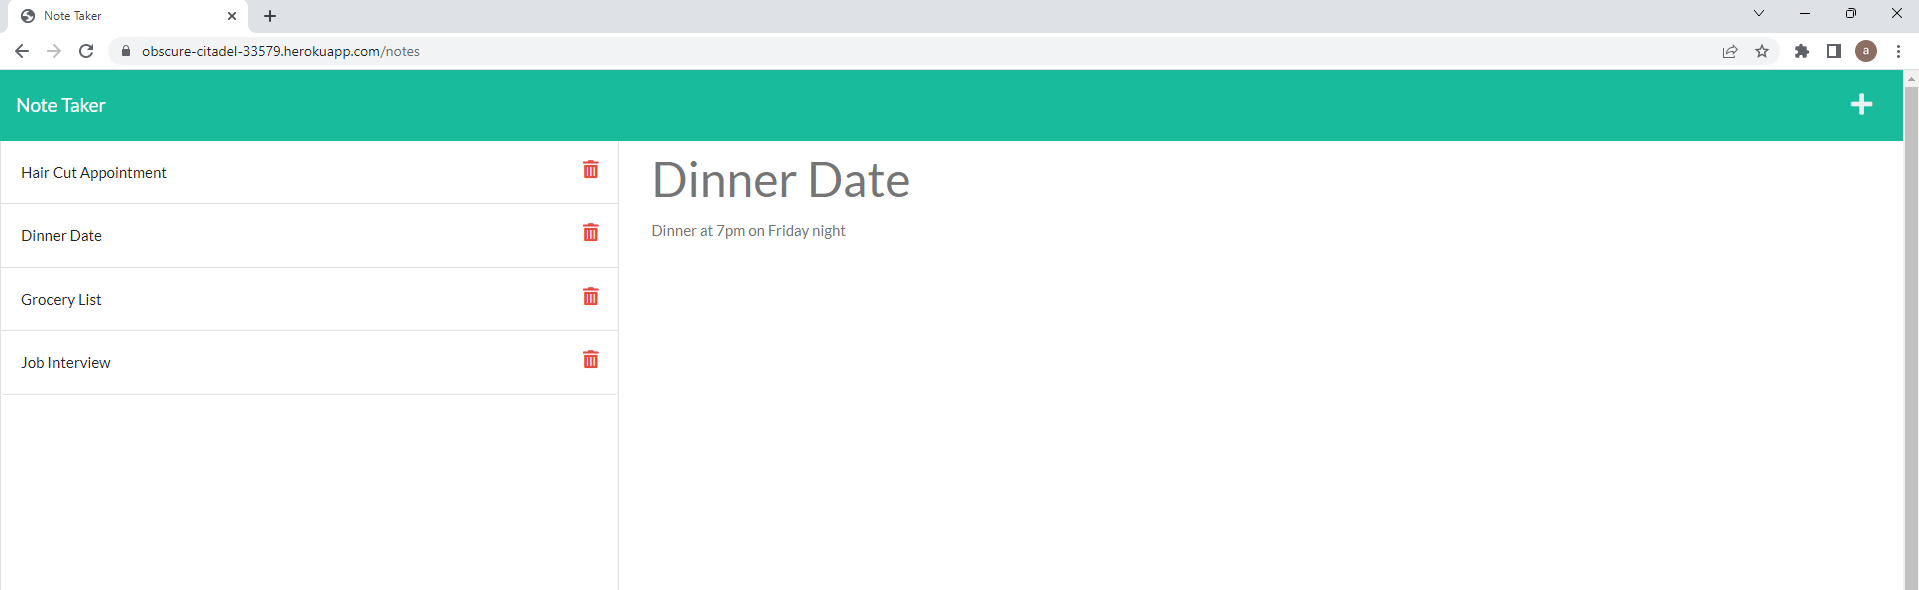 Note Taker
obscure-citadel-33579.herokuapp.com/notes
a
Note Taker
Hair Cut Appointment
Dinner Date
Grocery List
Job Interview
Dinner Date
Dinner at 7pm on Friday night